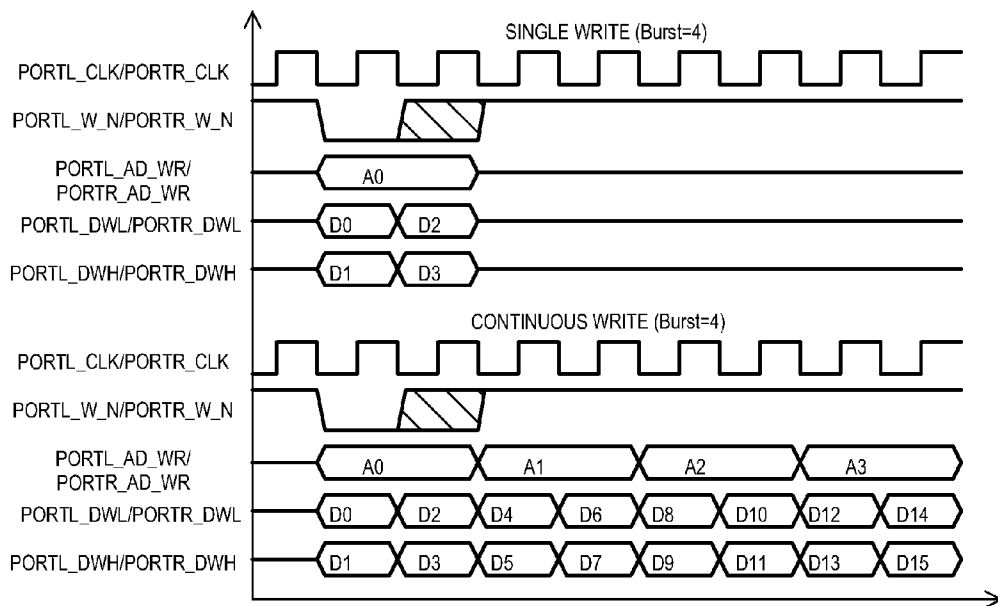 SINGLE WRITE (Burst=4)
PORTL_CLK/PORTR_CLK
PORTL_W_N/PORTR_W_N
PORTL_AD_WR/
PORTR_AD_WR
A0
PORTL_DWL/PORTR_DWL
D0 D2
PORTL_DWH/PORTR_DWH
D1 D3
CONTINUOUS WRITE (Burst=4)
PORTL_CLK/PORTR_CLK
PORTL_W_N/PORTR_W_N
PORTL_AD_WR/
PORTR_AD_WR
A0 A1 A2 A3
PORTL_DWL/PORTR_DWL
D0 D2 D4 D6 D8 D10 D12 D14
PORTL_DWH/PORTR_DWH
D1 D3 D5 D7 D9 D11 D13 D15